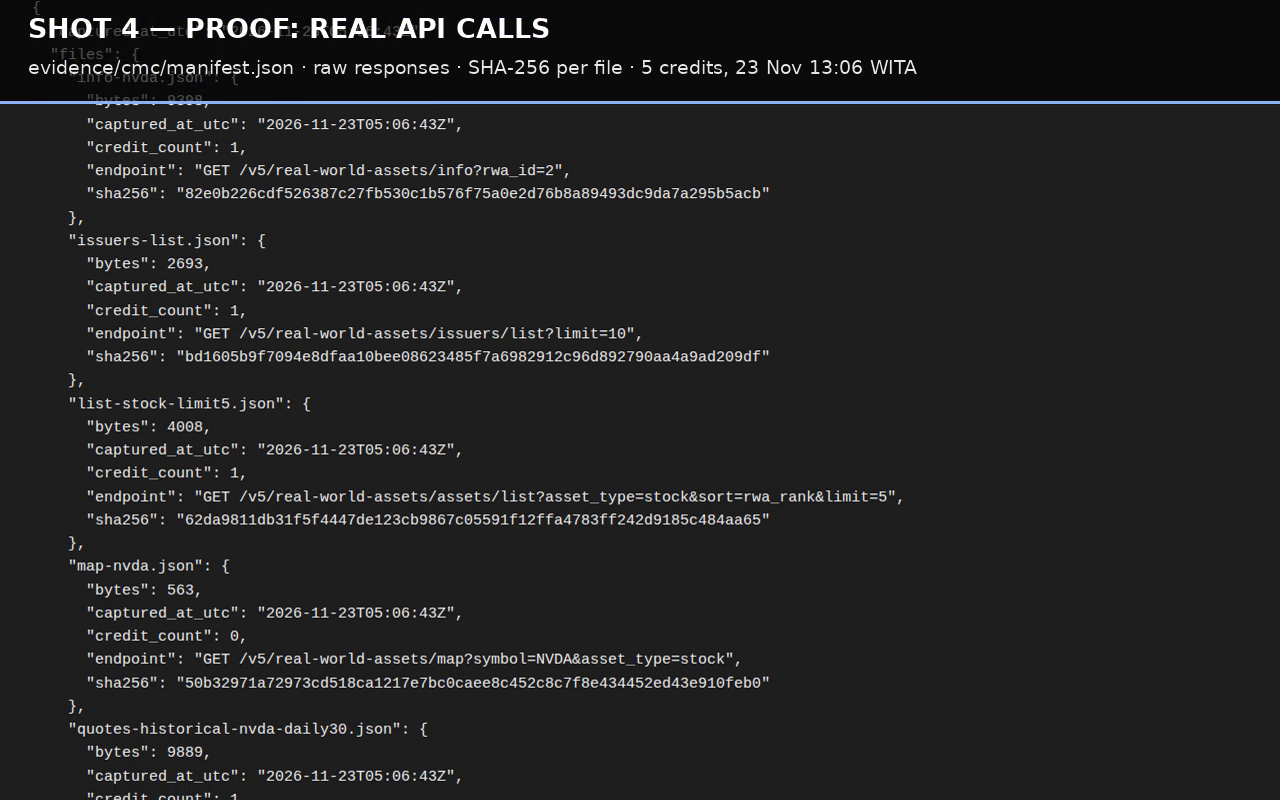 {
SHOT 4 — PROOF: REAL API CALLS
"files": {
evidence/cmc/manifest.json · raw responses · SHA-256 per file · 5 credits, 23 Nov 13:06 WITA
"info-nvda.json": {
"bytes": 9398,
"captured_at_utc": "2026-11-23T05:06:43Z",
"credit_count": 1,
"endpoint": "GET /v5/real-world-assets/info?rwa_id=2",
"sha256": "82e0b226cdf526387c27fb530c1b576f75a0e2d76b8a89493dc9da7a295b5acb"
},
"issuers-list.json": {
"bytes": 2693,
"captured_at_utc": "2026-11-23T05:06:43Z",
"credit_count": 1,
"endpoint": "GET /v5/real-world-assets/issuers/list?limit=10",
"sha256": "bd1605b9f7094e8dfaa10bee08623485f7a6982912c96d892790aa4a9ad209df"
},
"list-stock-limit5.json": {
"bytes": 4008,
"captured_at_utc": "2026-11-23T05:06:43Z",
"credit_count": 1,
"endpoint": "GET /v5/real-world-assets/assets/list?asset_type=stock&sort=rwa_rank&limit=5",
"sha256": "62da9811db31f5f4447de123cb9867c05591f12ffa4783ff242d9185c484aa65"
},
"map-nvda.json": {
"bytes": 563,
"captured_at_utc": "2026-11-23T05:06:43Z",
"credit_count": 0,
"endpoint": "GET /v5/real-world-assets/map?symbol=NVDA&asset_type=stock",
"sha256": "50b32971a72973cd518ca1217e7bc0caee8c452c8c7f8e434452ed43e910feb0"
},
"quotes-historical-nvda-daily30.json": {
"bytes": 9889,
"captured_at_utc": "2026-11-23T05:06:43Z",
"credit_count": 1,